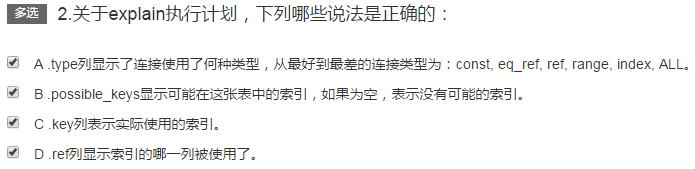 多选 2.关于explain执行计划，下列哪些说法是正确的：
A .type列显示了连接使用了何种类型，从最好到最差的连接类型为：const, eq_ref, ref, range, index, ALL。
B .possible_keys显示可能在这张表中的索引，如果为空，表示没有可能的索引。
C .key列表示实际使用的索引。
D .ref列显示索引的哪一列被使用了。